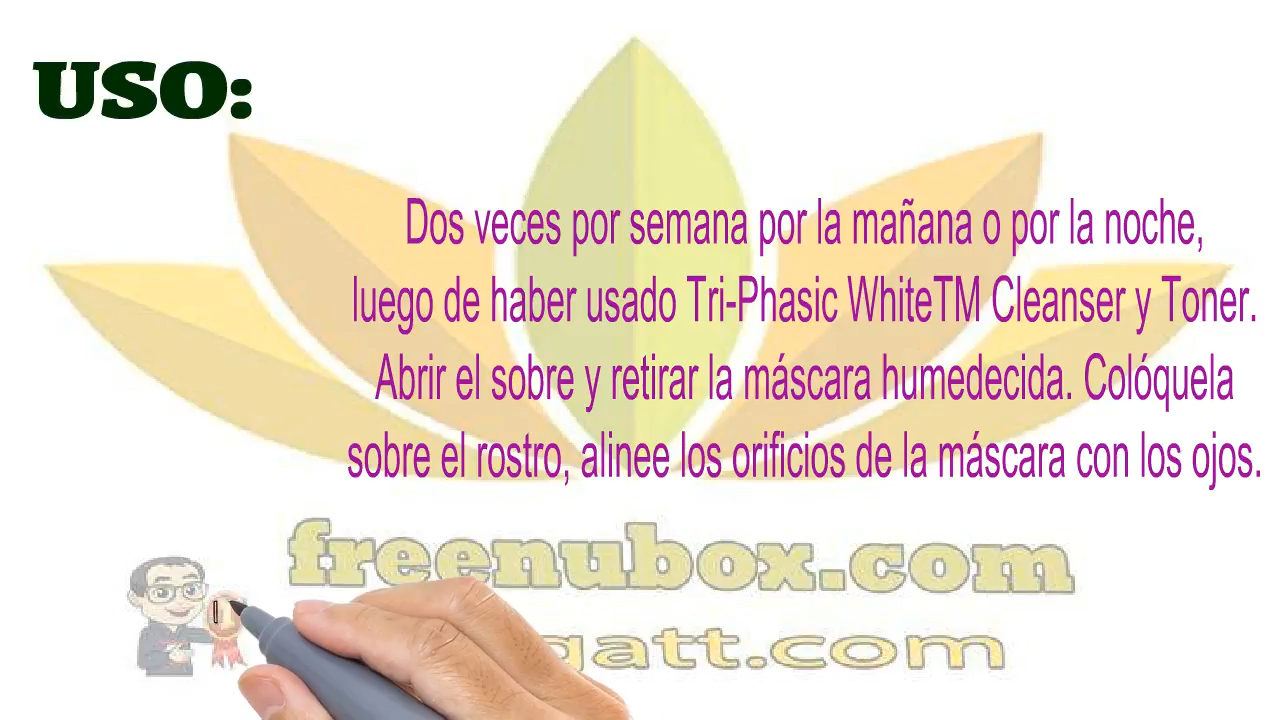 USO:
Dos veces por semana por la mañana o por la noche,
luego de haber usado Tri-Phasic WhiteTM Cleanser y Toner.
Abrir el sobre y retirar la máscara humedecida. Colóquela
sobre el rostro, alinee los orificios de la máscara con los ojos.
freenubox.com
gatt.com